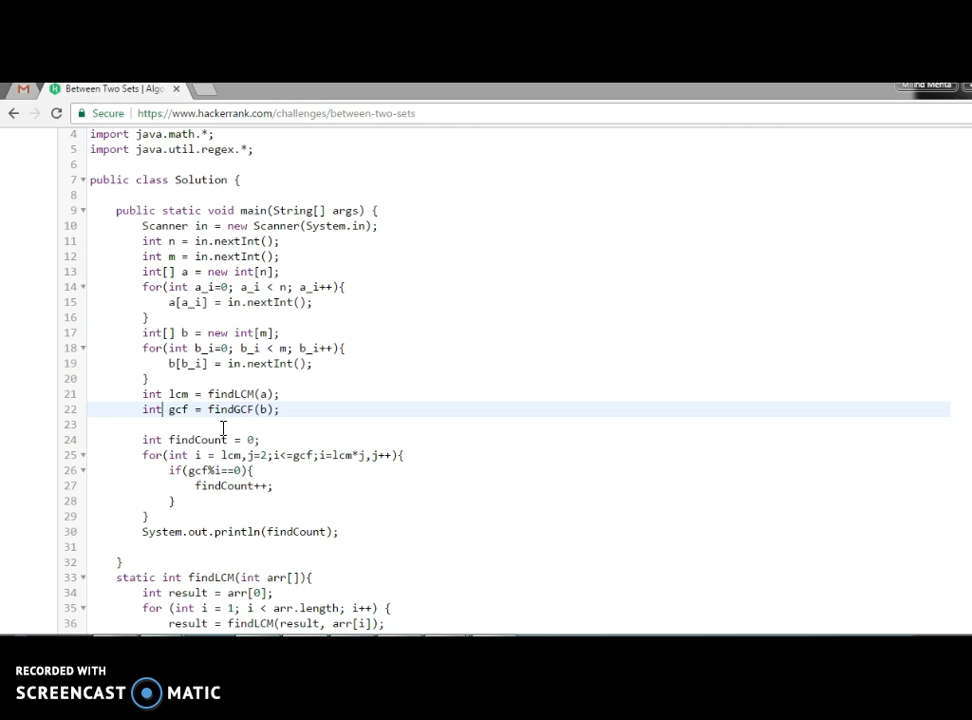 Between Two Sets | Algo
Milind Mehta
Secure https://www.hackerrank.com/challenges/between-two-sets
4 import java.math.*;
5 import java.util.regex.*;
6
7 public class Solution {
8
9 public static void main(String[] args) {
10 Scanner in = new Scanner(System.in);
11 int n = in.nextInt();
12 int m = in.nextInt();
13 int[] a = new int[n];
14 for(int a_i=0; a_i < n; a_i++){
15 a[a_i] = in.nextInt();
16 }
17 int[] b = new int[m];
18 for(int b_i=0; b_i < m; b_i++){
19 b[b_i] = in.nextInt();
20 }
21 int lcm = findLCM(a);
22 int gcf = findGCF(b);
23
24 int findCount = 0;
25 for(int i = lcm,j=2;i<=gcf;i=lcm*j,j++){
26 if(gcf%i==0){
27 findCount++;
28 }
29 }
30 System.out.println(findCount);
31
32 }
33 static int findLCM(int arr[]){
34 int result = arr[0];
35 for (int i = 1; i < arr.length; i++) {
36 result = findLCM(result, arr[i]);
RECORDED WITH
SCREENCAST MATIC